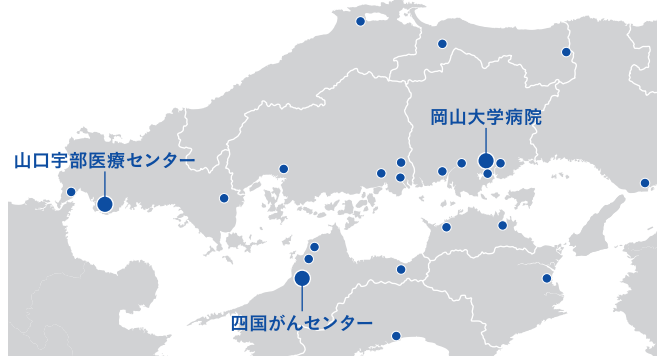 岡山大学病院
山口宇部医療センター
四国がんセンター